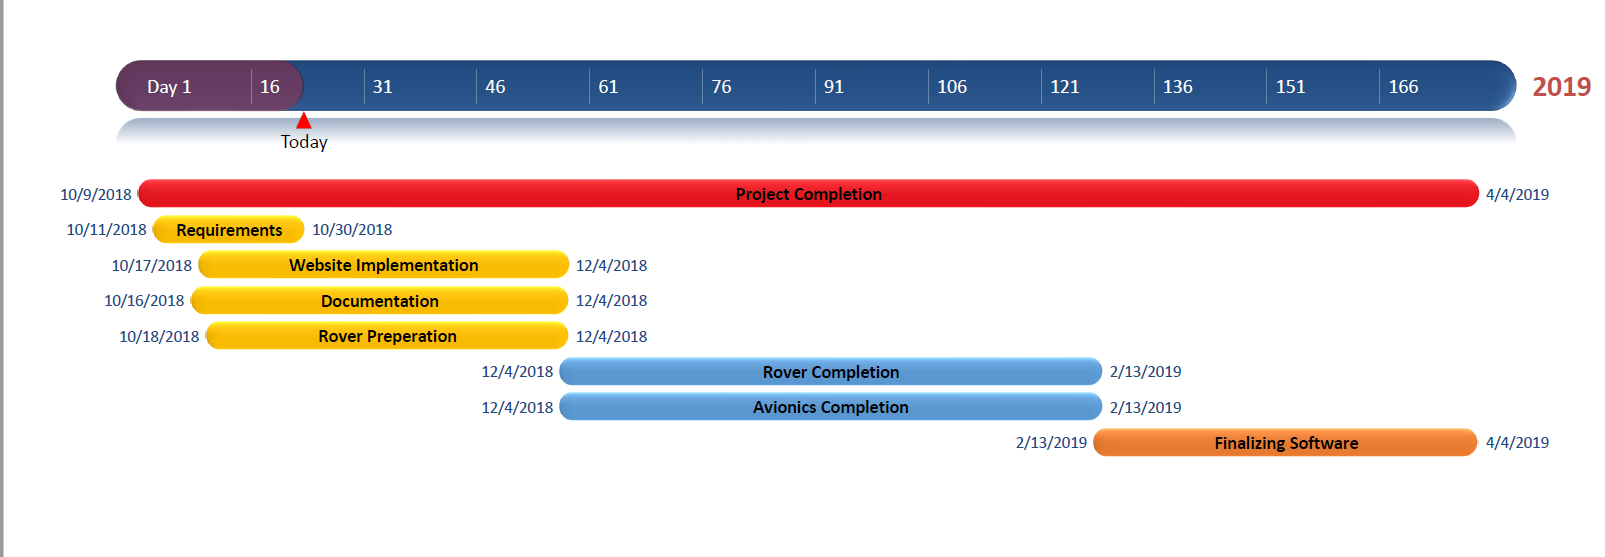 Day 1 16 31 46 61 76 91 106 121 136 151 166 2019
Today
10/9/2018 Project Completion 4/4/2019
10/11/2018 Requirements 10/30/2018
10/17/2018 Website Implementation 12/4/2018
10/16/2018 Documentation 12/4/2018
10/18/2018 Rover Preperation 12/4/2018
12/4/2018 Rover Completion 2/13/2019
12/4/2018 Avionics Completion 2/13/2019
2/13/2019 Finalizing Software 4/4/2019